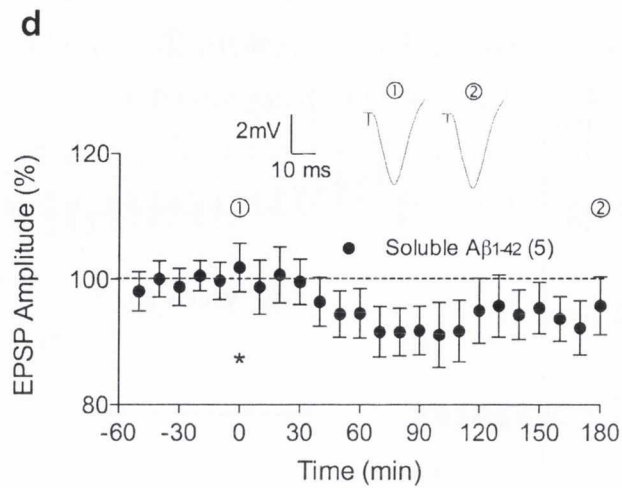 d
① ②
2mV
10 ms
120
① ②
● Soluble Aβ1-42 (5)
100
*
80
-60 -30 0 30 60 90 120 150 180
EPSP Amplitude (%)
Time (min)